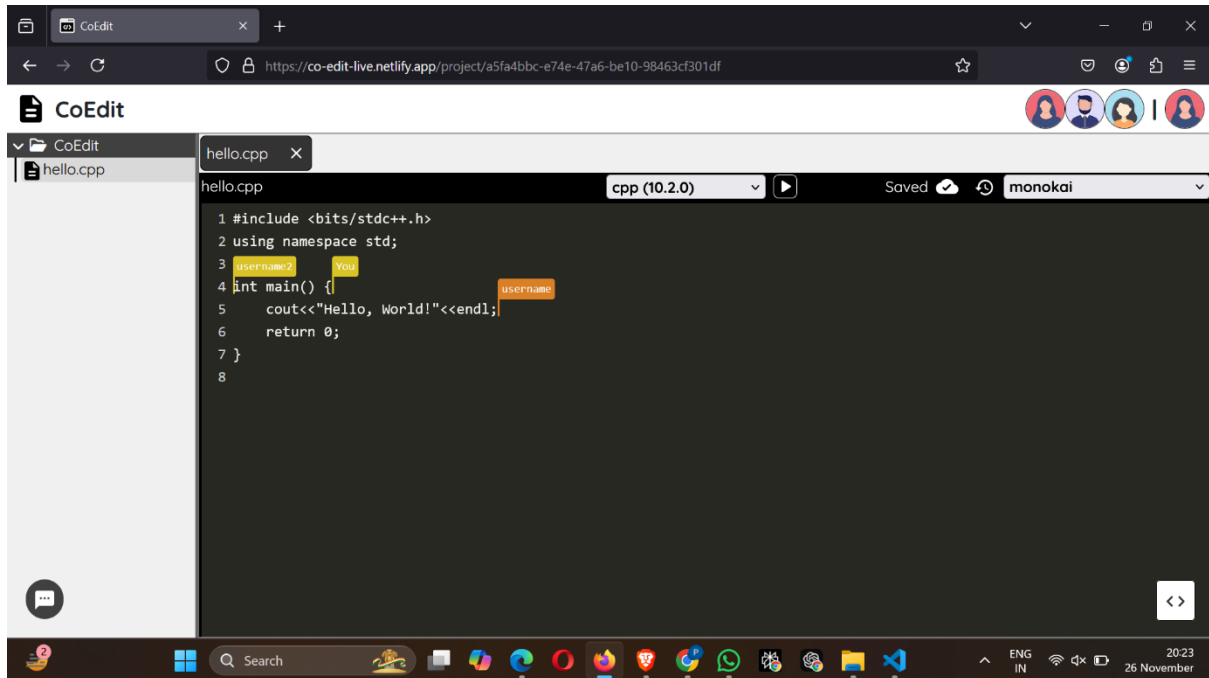 CoEdit
https://co-edit-live.netlify.app/project/a5fa4bbc-e74e-47a6-be10-98463cf301df
CoEdit
CoEdit
hello.cpp
hello.cpp
hello.cpp
cpp (10.2.0)
Saved
monokai
1 #include <bits/stdc++.h>
2 using namespace std;
3
username2
You
4 int main() {
username
5     cout<<"Hello, World!"<<endl;
6     return 0;
7 }
8
2
Search
ENG
IN
20:23
26 November